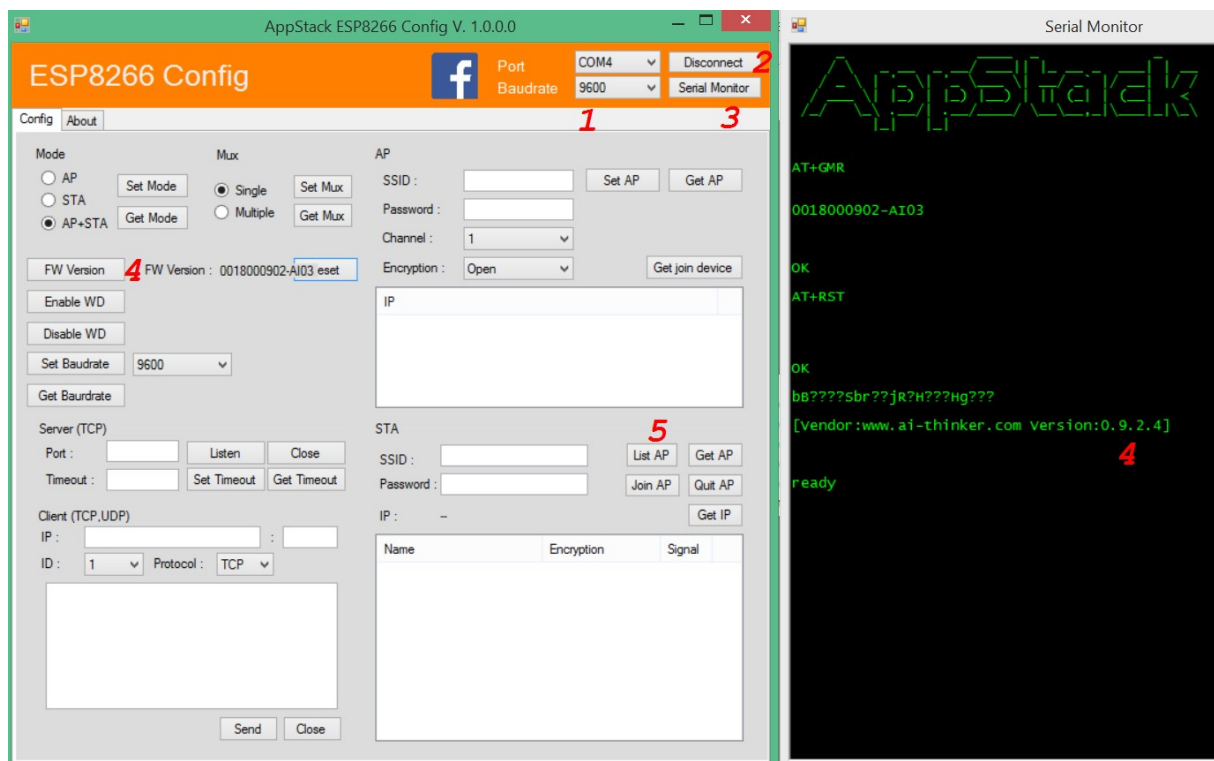 AppStack ESP8266 Config V. 1.0.0.0
ESP8266 Config
f
Port COM4 Disconnect 2
Baudrate 9600 Serial Monitor
1 3
Config About
Mode Mux
AP Set Mode Single Set Mux
STA
AP+STA Get Mode Multiple Get Mux
FW Version 4 FW Version : 0018000902-AI03 eset
Enable WD
Disable WD
Set Baudrate 9600
Get Baurdrate
Server (TCP)
Port : Listen Close
Timeout : Set Timeout Get Timeout
Client (TCP,UDP)
IP : :
ID : 1 Protocol : TCP
Send Close
AP
SSID : Set AP Get AP
Password :
Channel : 1
Encryption : Open Get join device
IP
STA 5
SSID : List AP Get AP
Password : Join AP Quit AP
IP : -- Get IP
Name Encryption Signal
Serial Monitor
AppStack
AT+GMR
0018000902-AI03
OK
AT+RST
OK
bB????Sbr??jR?H???Hg???
[Vendor:www.ai-thinker.com Version:0.9.2.4]
4
ready